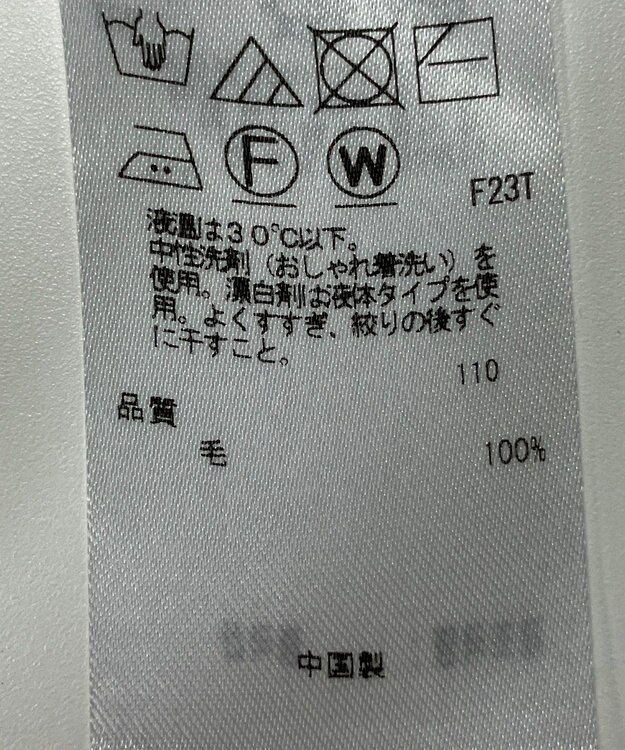 F
W
F23T
液温は30℃以下。
中性洗剤（おしゃれ着洗い）を
使用。漂白剤お液体タイプを使
用。よくすすぎ、絞りの後すぐ
に干すこと。
110
品質
毛 100%
中国製